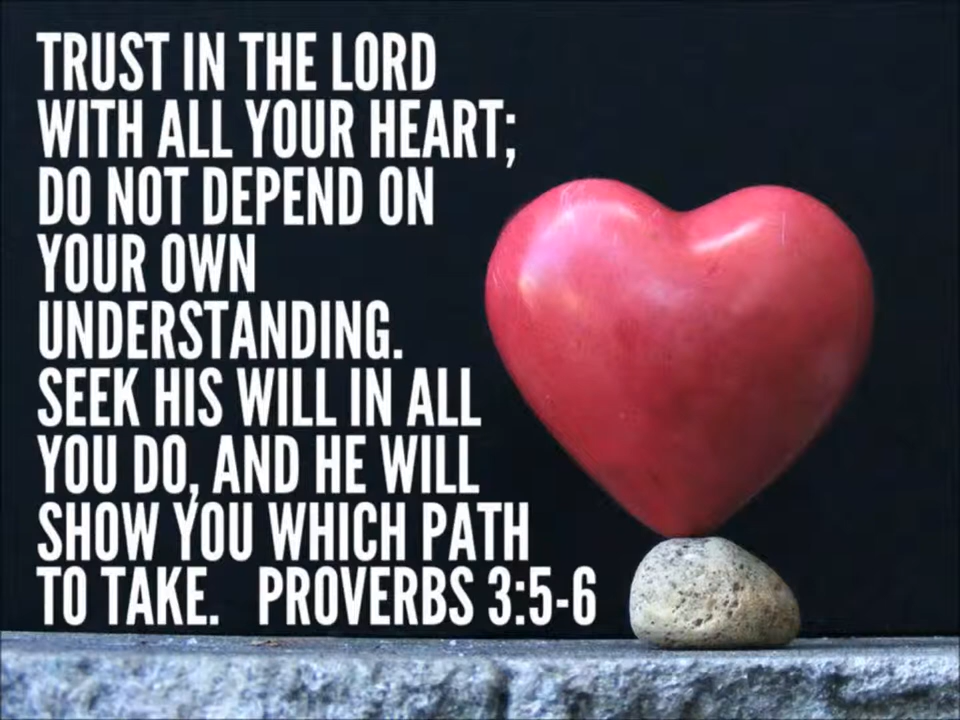 TRUST IN THE LORD
WITH ALL YOUR HEART;
DO NOT DEPEND ON
YOUR OWN
UNDERSTANDING.
SEEK HIS WILL IN ALL
YOU DO, AND HE WILL
SHOW YOU WHICH PATH
TO TAKE. PROVERBS 3:5-6